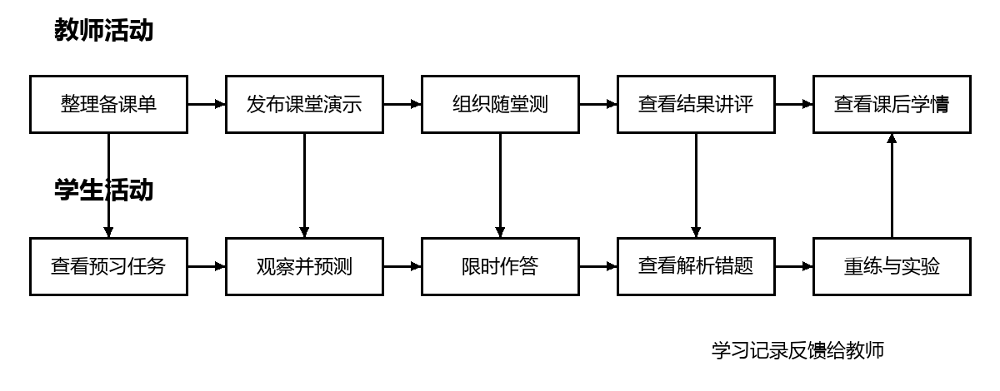 教师活动
整理备课单
发布课堂演示
组织随堂测
查看结果讲评
查看课后学情
学生活动
查看预习任务
观察并预测
限时作答
查看解析错题
重练与实验
学习记录反馈给教师